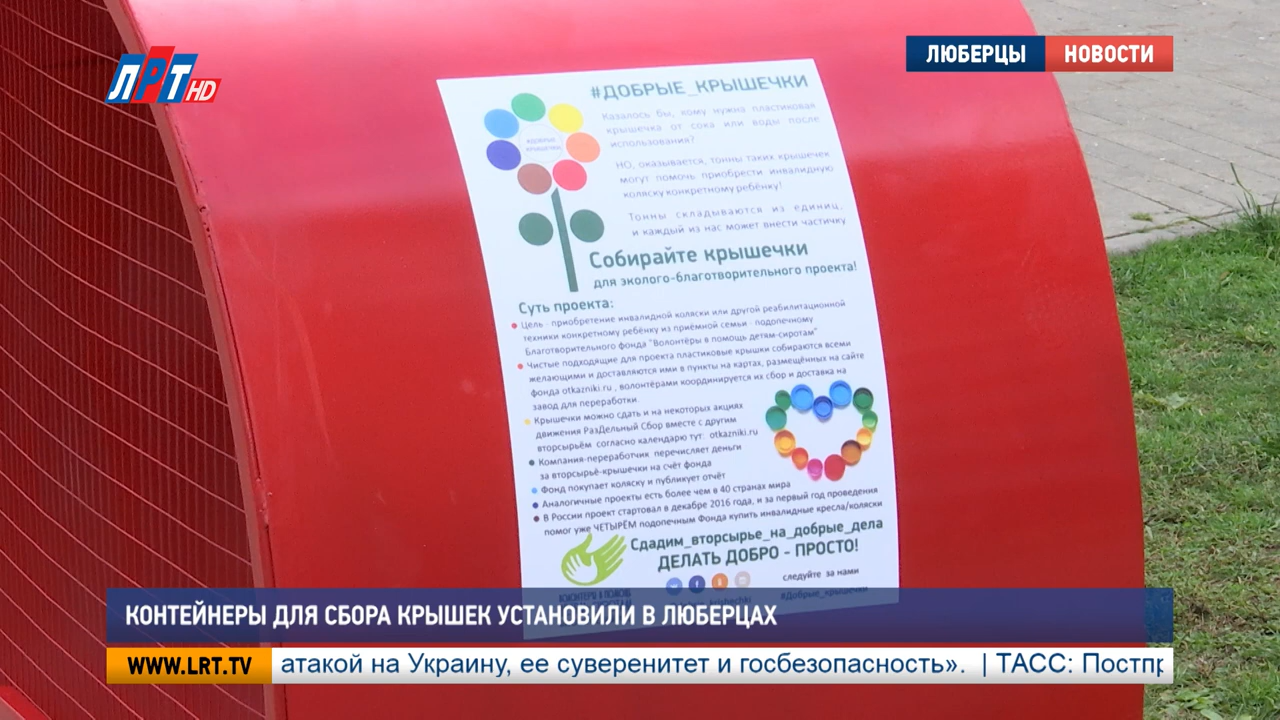 ЛРТ HD
ЛЮБЕРЦЫ НОВОСТИ
#ДОБРЫЕ_КРЫШЕЧКИ
#ДОБРЫЕ
КРЫШЕЧКИ
Казалось бы, кому нужна пластиковая
крышечка от сока или воды после
использования?
НО, оказывается, тонны таких крышечек
могут помочь приобрести инвалидную
коляску конкретному ребёнку!
Тонны складываются из единиц,
и каждый из нас может внести частичку
Собирайте крышечки
для эколого-благотворительного проекта!
Суть проекта:
Цель - приобретение инвалидной коляски или другой реабилитационной
техники конкретному ребёнку из приёмной семьи - подопечному
Благотворительного фонда "Волонтёры в помощь детям-сиротам"
Чистые подходящие для проекта пластиковые крышки собираются всеми
желающими и доставляются ими в пункты на картах, размещённых на сайте
фонда otkazniki.ru , волонтёрами координируется их сбор и доставка на
завод для переработки.
Крышечки можно сдать и на некоторых акциях
движения РазДельный Сбор вместе с другим
вторсырьём согласно календарю тут: otkazniki.ru
Компания-переработчик перечисляет деньги
за вторсырьё-крышечки на счёт фонда
Фонд покупает коляску и публикует отчёт
Аналогичные проекты есть более чем в 40 странах мира
В России проект стартовал в декабре 2016 года, и за первый год проведения
помог уже ЧЕТЫРЁМ подопечным Фонда купить инвалидные кресла/коляски
Сдадим_вторсырье_на_добрые_дела
ДЕЛАТЬ ДОБРО - ПРОСТО!
следуйте за нами
#Добрые_крышечки
ВОЛОНТЕРЫ В ПОМОЩЬ
КОНТЕЙНЕРЫ ДЛЯ СБОРА КРЫШЕК УСТАНОВИЛИ В ЛЮБЕРЦАХ
WWW.LRT.TV атакой на Украину, ее суверенитет и госбезопасность». | ТАСС: Постпр